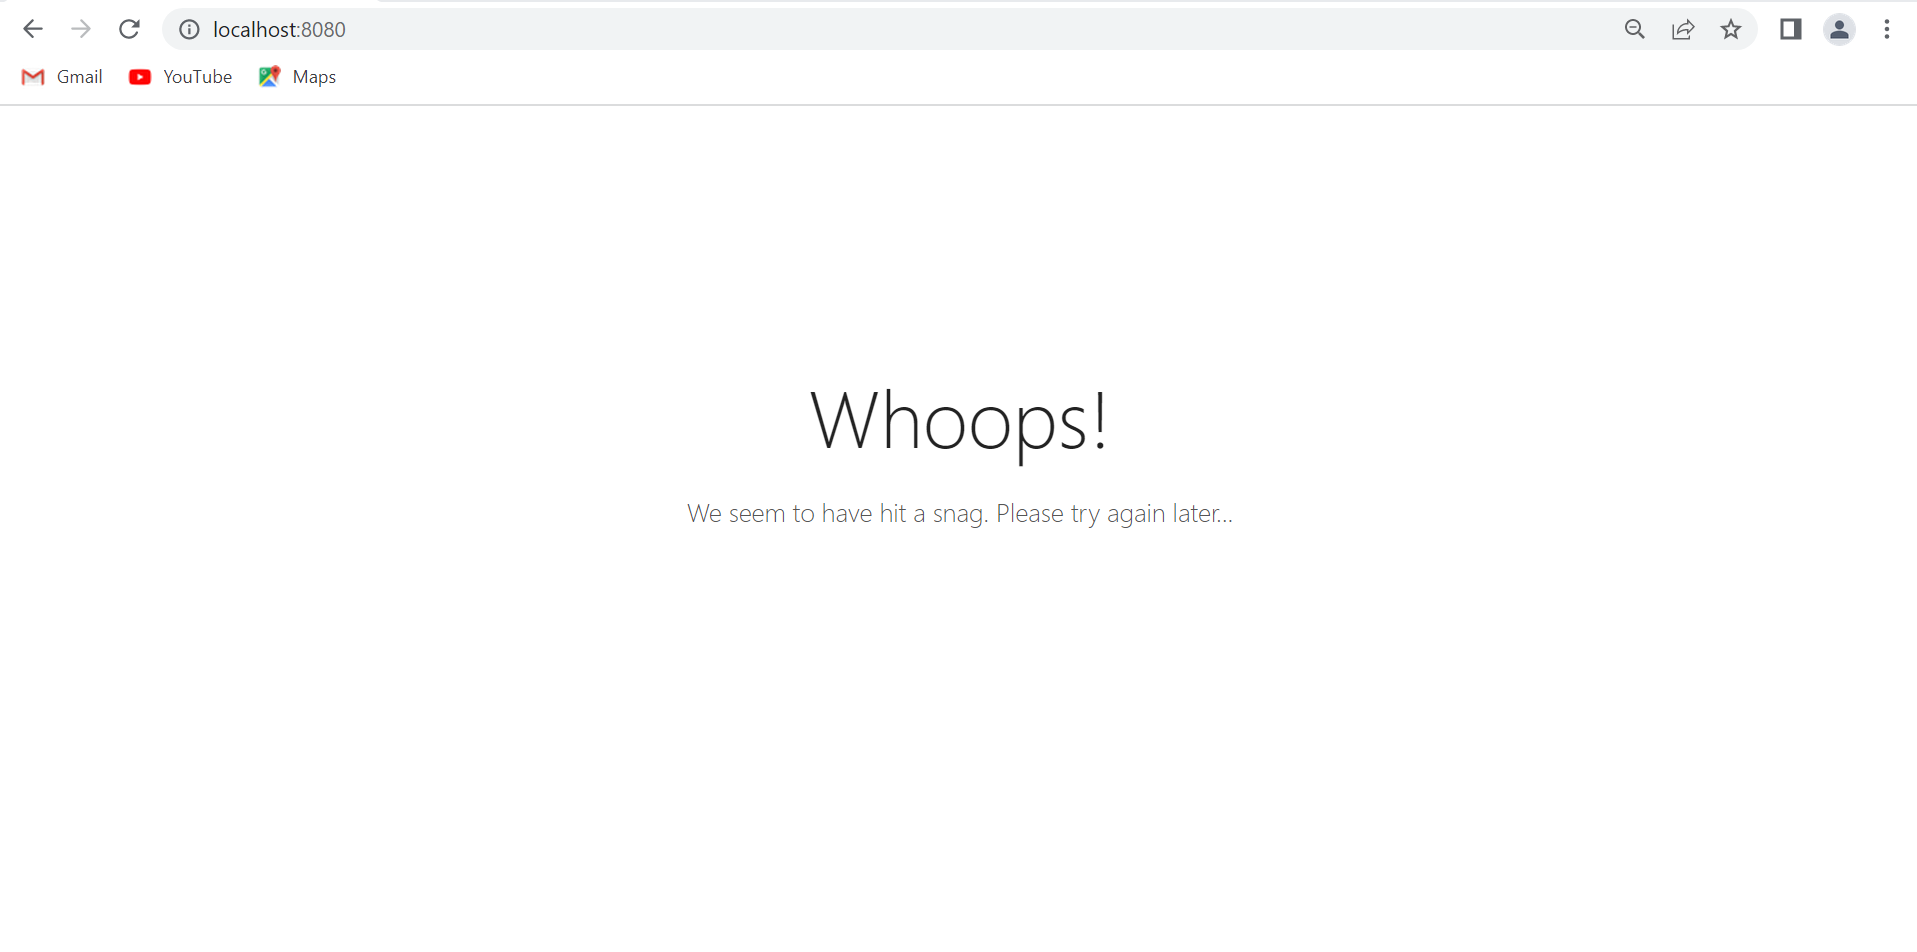 localhost:8080
Gmail YouTube Maps
Whoops!
We seem to have hit a snag. Please try again later...